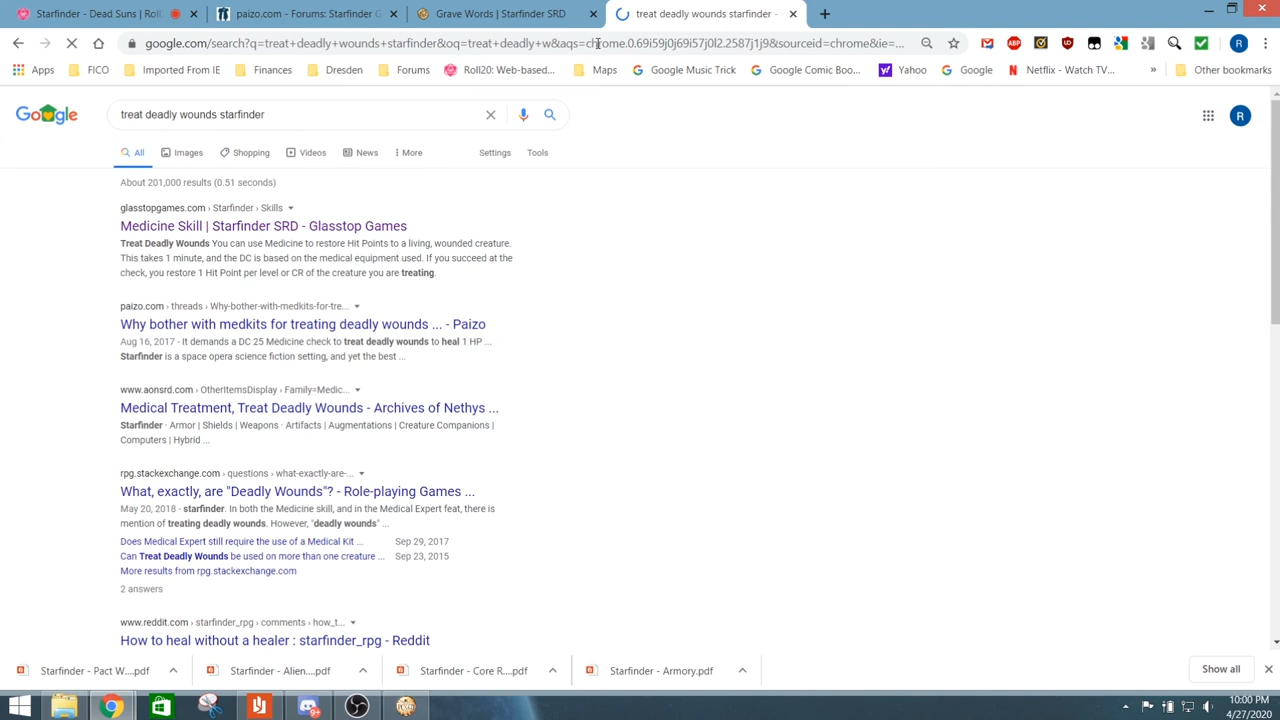 Starfinder - Dead Suns | Roll2
paizo.com - Forums: Starfinder G
Grave Words | Starfinder SRD
treat deadly wounds starfinder -
google.com/search?q=treat+deadly+wounds+starfinder&oq=treat+deadly+w&aqs=chrome.0.69i59j0j69i57j0l2.2587j1j9&sourceid=chrome&ie=...
Apps FICO Imported From IE Finances Dresden Forums Roll20: Web-based... Maps Google Music Trick Google Comic Boo... Yahoo Google Netflix - Watch TV... » Other bookmarks
Google
treat deadly wounds starfinder
R
All Images Shopping Videos News More Settings Tools
About 201,000 results (0.51 seconds)
glasstopgames.com › Starfinder › Skills
Medicine Skill | Starfinder SRD - Glasstop Games
Treat Deadly Wounds You can use Medicine to restore Hit Points to a living, wounded creature.
This takes 1 minute, and the DC is based on the medical equipment used. If you succeed at the
check, you restore 1 Hit Point per level or CR of the creature you are treating.
paizo.com › threads › Why-bother-with-medkits-for-tre...
Why bother with medkits for treating deadly wounds ... - Paizo
Aug 16, 2017 - It demands a DC 25 Medicine check to treat deadly wounds to heal 1 HP ...
Starfinder is a space opera science fiction setting, and yet the best ...
www.aonsrd.com › OtherItemsDisplay › Family=Medic...
Medical Treatment, Treat Deadly Wounds - Archives of Nethys ...
Starfinder · Armor | Shields | Weapons · Artifacts | Augmentations | Creature Companions |
Computers | Hybrid ...
rpg.stackexchange.com › questions › what-exactly-are-...
What, exactly, are "Deadly Wounds"? - Role-playing Games ...
May 20, 2018 - starfinder. In both the Medicine skill, and in the Medical Expert feat, there is
mention of treating deadly wounds. However, "deadly wounds" ...
Does Medical Expert still require the use of a Medical Kit ... Sep 29, 2017
Can Treat Deadly Wounds be used on more than one creature ... Sep 23, 2015
More results from rpg.stackexchange.com
2 answers
www.reddit.com › starfinder_rpg › comments › how_t...
How to heal without a healer : starfinder_rpg - Reddit
Starfinder - Pact W....pdf
Starfinder - Alien....pdf
Starfinder - Core R....pdf
Starfinder - Armory.pdf
Show all
10:00 PM
4/27/2020